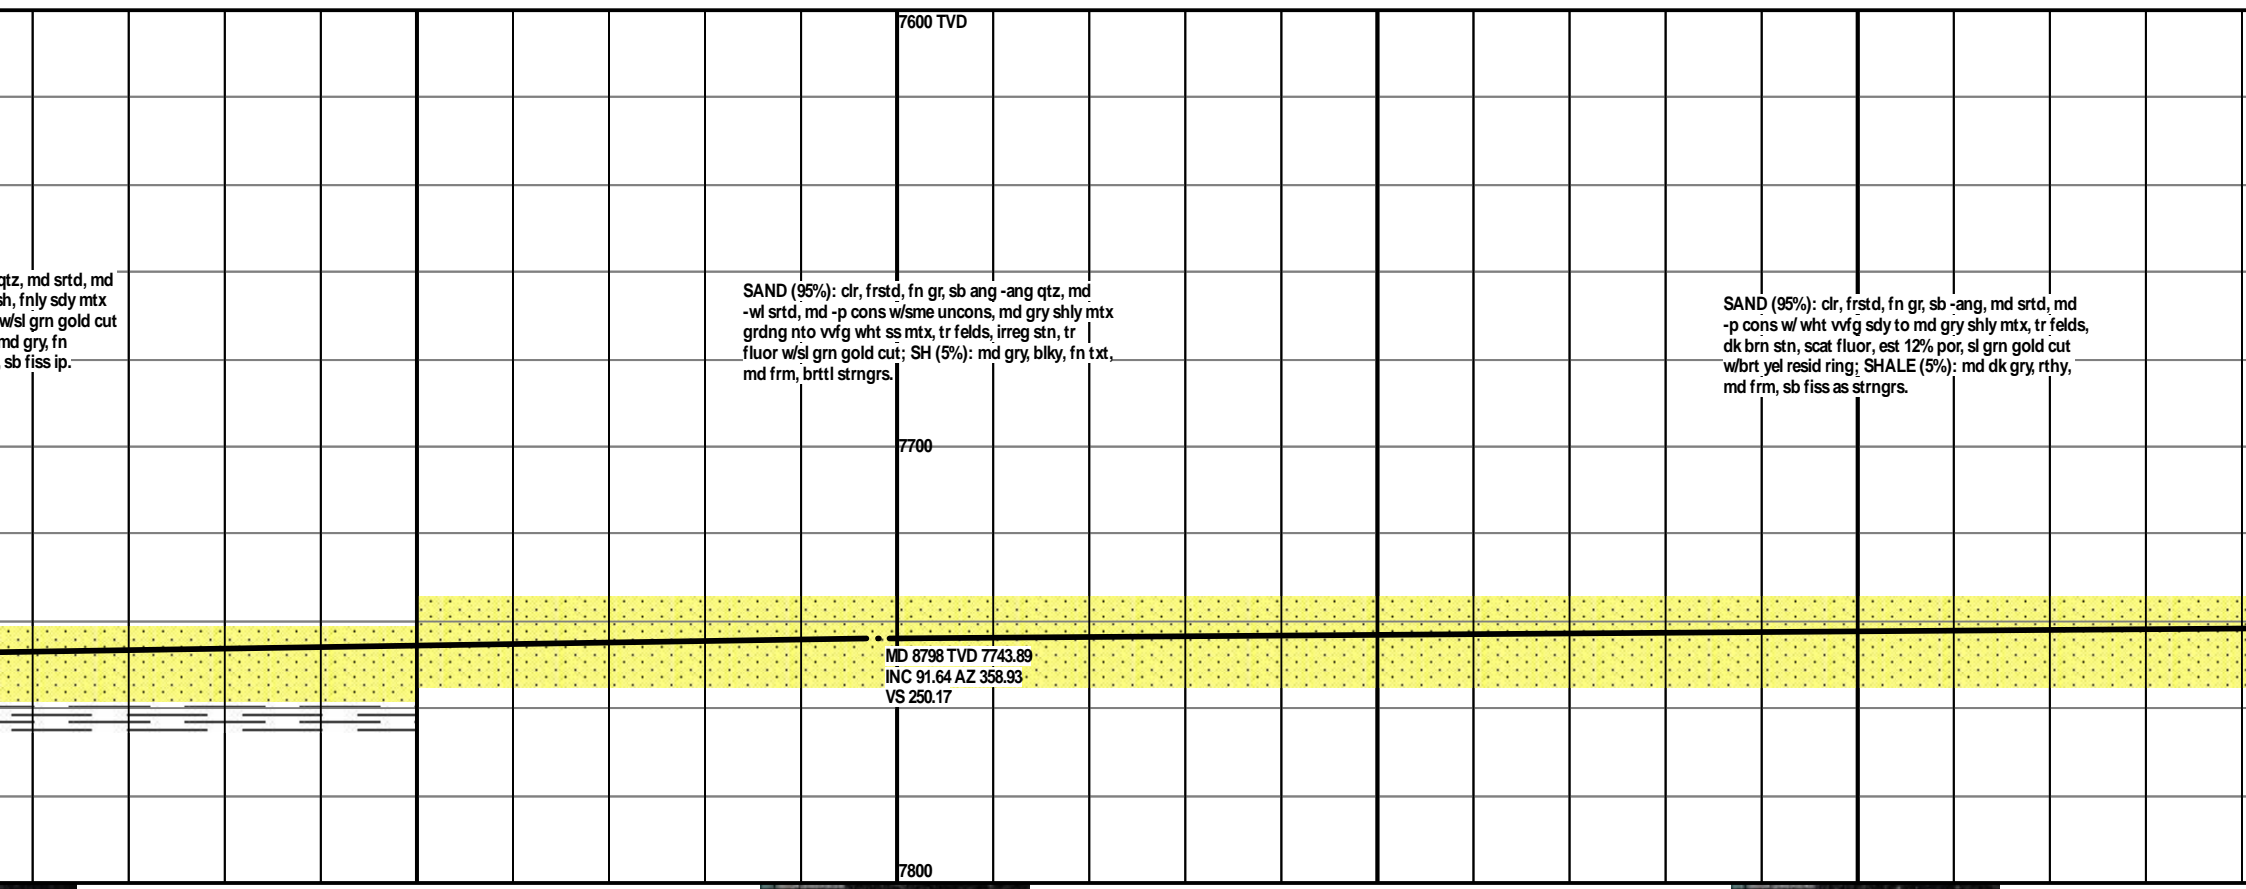 7600 TVD
qtz, md srtd, md
sh, fnly sdy mtx
w/sl grn gold cut
md gry, fn
, sb fiss ip.
SAND (95%): clr, frstd, fn gr, sb ang -ang qtz, md
-wl srtd, md -p cons w/sme uncons, md gry shly mtx
grdng nto vvfg wht ss mtx, tr felds, irreg stn, tr
fluor w/sl grn gold cut; SH (5%): md gry, blky, fn txt,
md frm, brttl strngrs.
SAND (95%): clr, frstd, fn gr, sb -ang, md srtd, md
-p cons w/ wht vvfg sdy to md gry shly mtx, tr felds,
dk brn stn, scat fluor, est 12% por, sl grn gold cut
w/brt yel resid ring; SHALE (5%): md dk gry, rthy,
md frm, sb fiss as strngrs.
7700
MD 8798 TVD 7743.89
INC 91.64 AZ 358.93
VS 250.17
7800